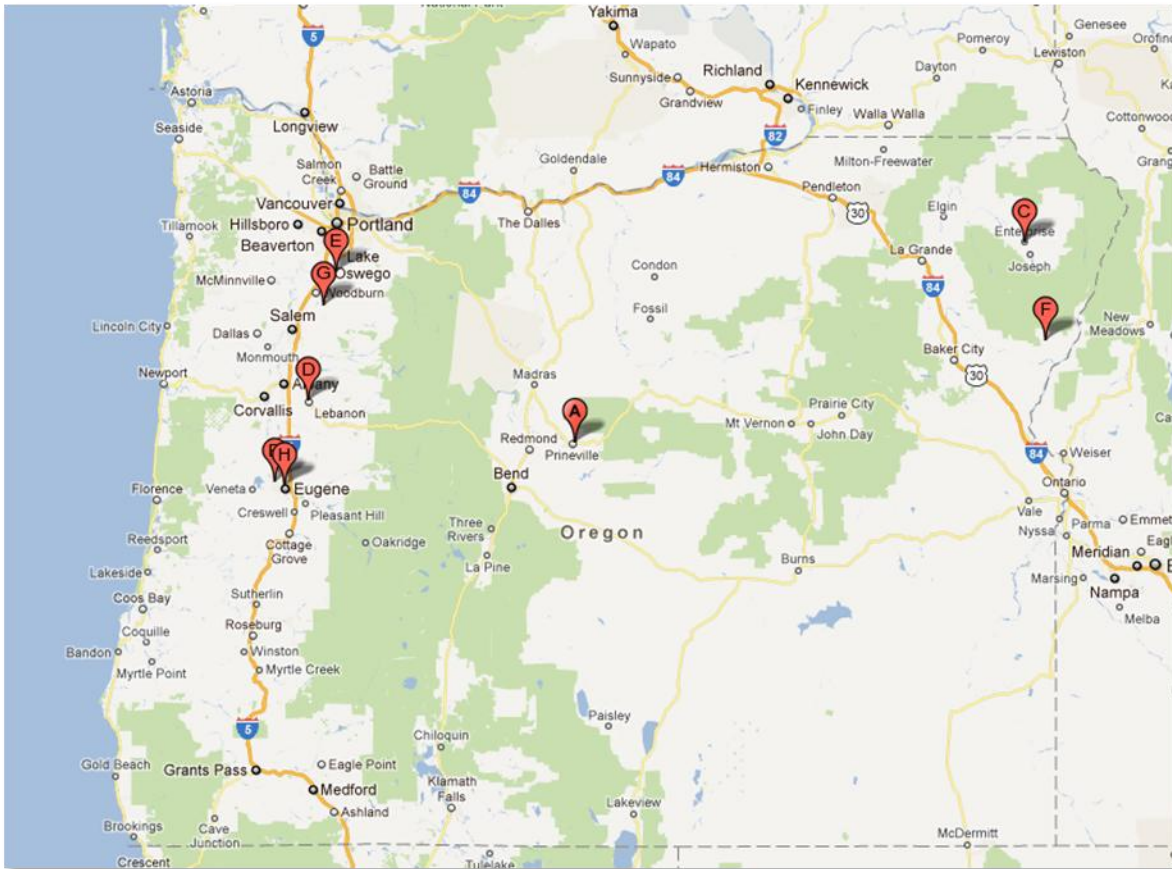 National Park
Yakima
Genesee
Orofino
5
Wapato
Pomeroy
Lewiston
Richland
Sunnyside
Kennewick
Dayton
Astoria
Grandview
Finley
Longview
Walla Walla
Cottonwood
Seaside
82
Salmon Creek
Battle Ground
Goldendale
84
Hermiston
Milton-Freewater
Grang
Vancouver
84
Pendleton
30
Elgin
C
Hillsboro
Portland
The Dalles
Enterprise
Tillamook
Beaverton
E
Lake Oswego
La Grande
Joseph
McMinnville
G
Woodburn
Condon
84
Lincoln City
Dallas
Salem
Fossil
F
New Meadows
Monmouth
Baker City
Newport
D
Albany
Madras
30
Corvallis
Lebanon
A
Prairie City
Mt Vernon
John Day
Redmond
Prineville
H
84
Weiser
Florence
Veneta
Eugene
Bend
Ontario
Creswell
Pleasant Hill
Vale
Reedsport
Cottage Grove
Oakridge
Three Rivers
Oregon
Nyssa
Parma
Emme
Lakeside
La Pine
Burns
Meridian
Eagl
Marsing
Nampa
B
Coos Bay
Sutherlin
Melba
Coquille
Roseburg
Bandon
Winston
Myrtle Point
Myrtle Creek
5
Chiloquin
Paisley
Gold Beach
Grants Pass
Eagle Point
Medford
Klamath Falls
Lakeview
Brookings
Cave Junction
Ashland
McDermitt
Crescent
Tulelake